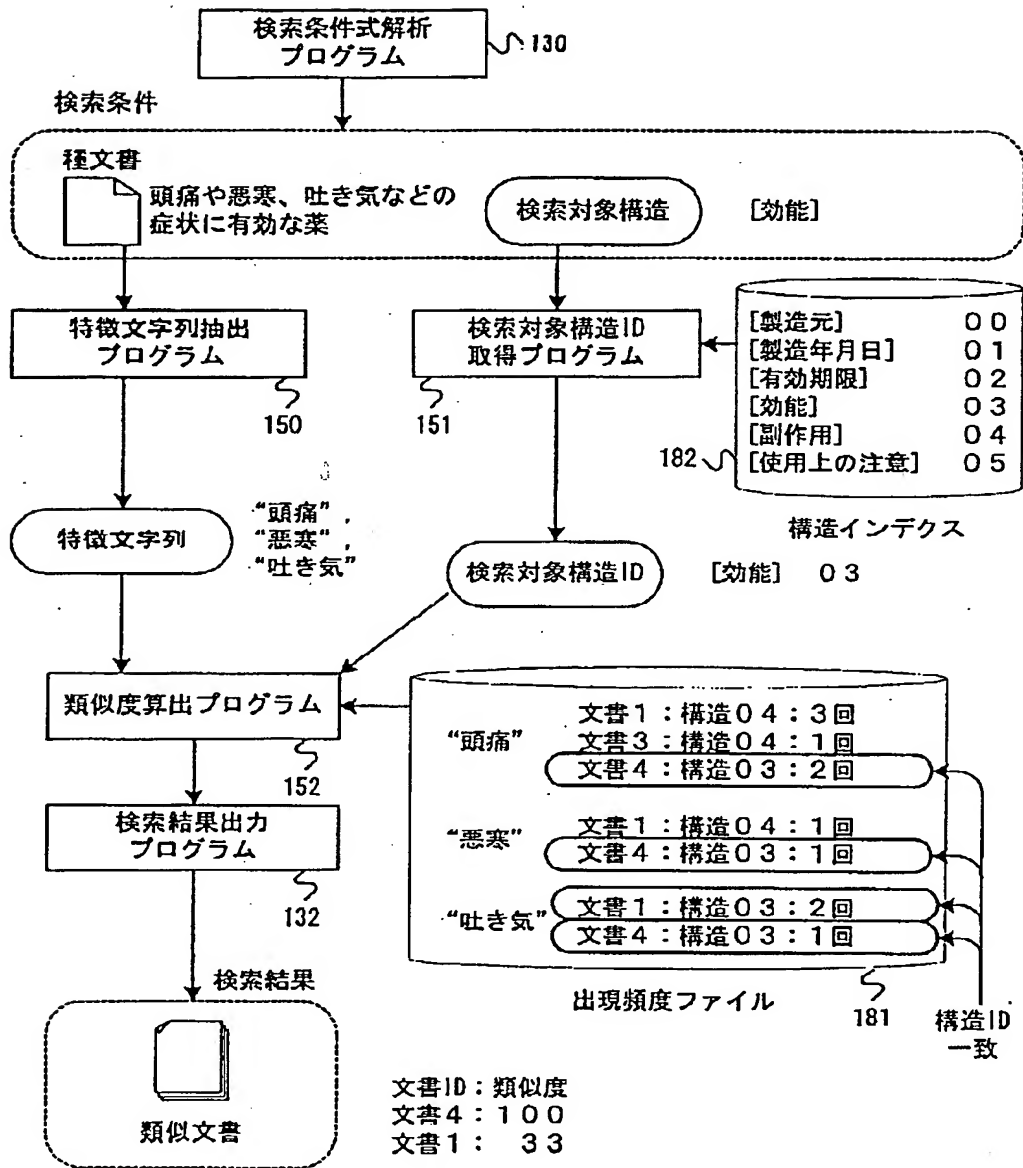 検索条件式解析
プログラム
130
検索条件
種文書
頭痛や悪寒、吐き気などの
症状に有効な薬
検索対象構造
[効能]
特徴文字列抽出
プログラム
150
検索対象構造ID
取得プログラム
151
[製造元] 00
[製造年月日] 01
[有効期限] 02
[効能] 03
[副作用] 04
[使用上の注意] 05
182
構造インデクス
特徴文字列
“頭痛”,
“悪寒”,
“吐き気”
検索対象構造ID
[効能] 03
類似度算出プログラム
152
“頭痛”
文書1:構造04:3回
文書3:構造04:1回
文書4:構造03:2回
“悪寒”
文書1:構造04:1回
文書4:構造03:1回
“吐き気”
文書1:構造03:2回
文書4:構造03:1回
出現頻度ファイル
181
構造ID
一致
検索結果出力
プログラム
132
検索結果
類似文書
文書ID:類似度
文書4:100
文書1: 33